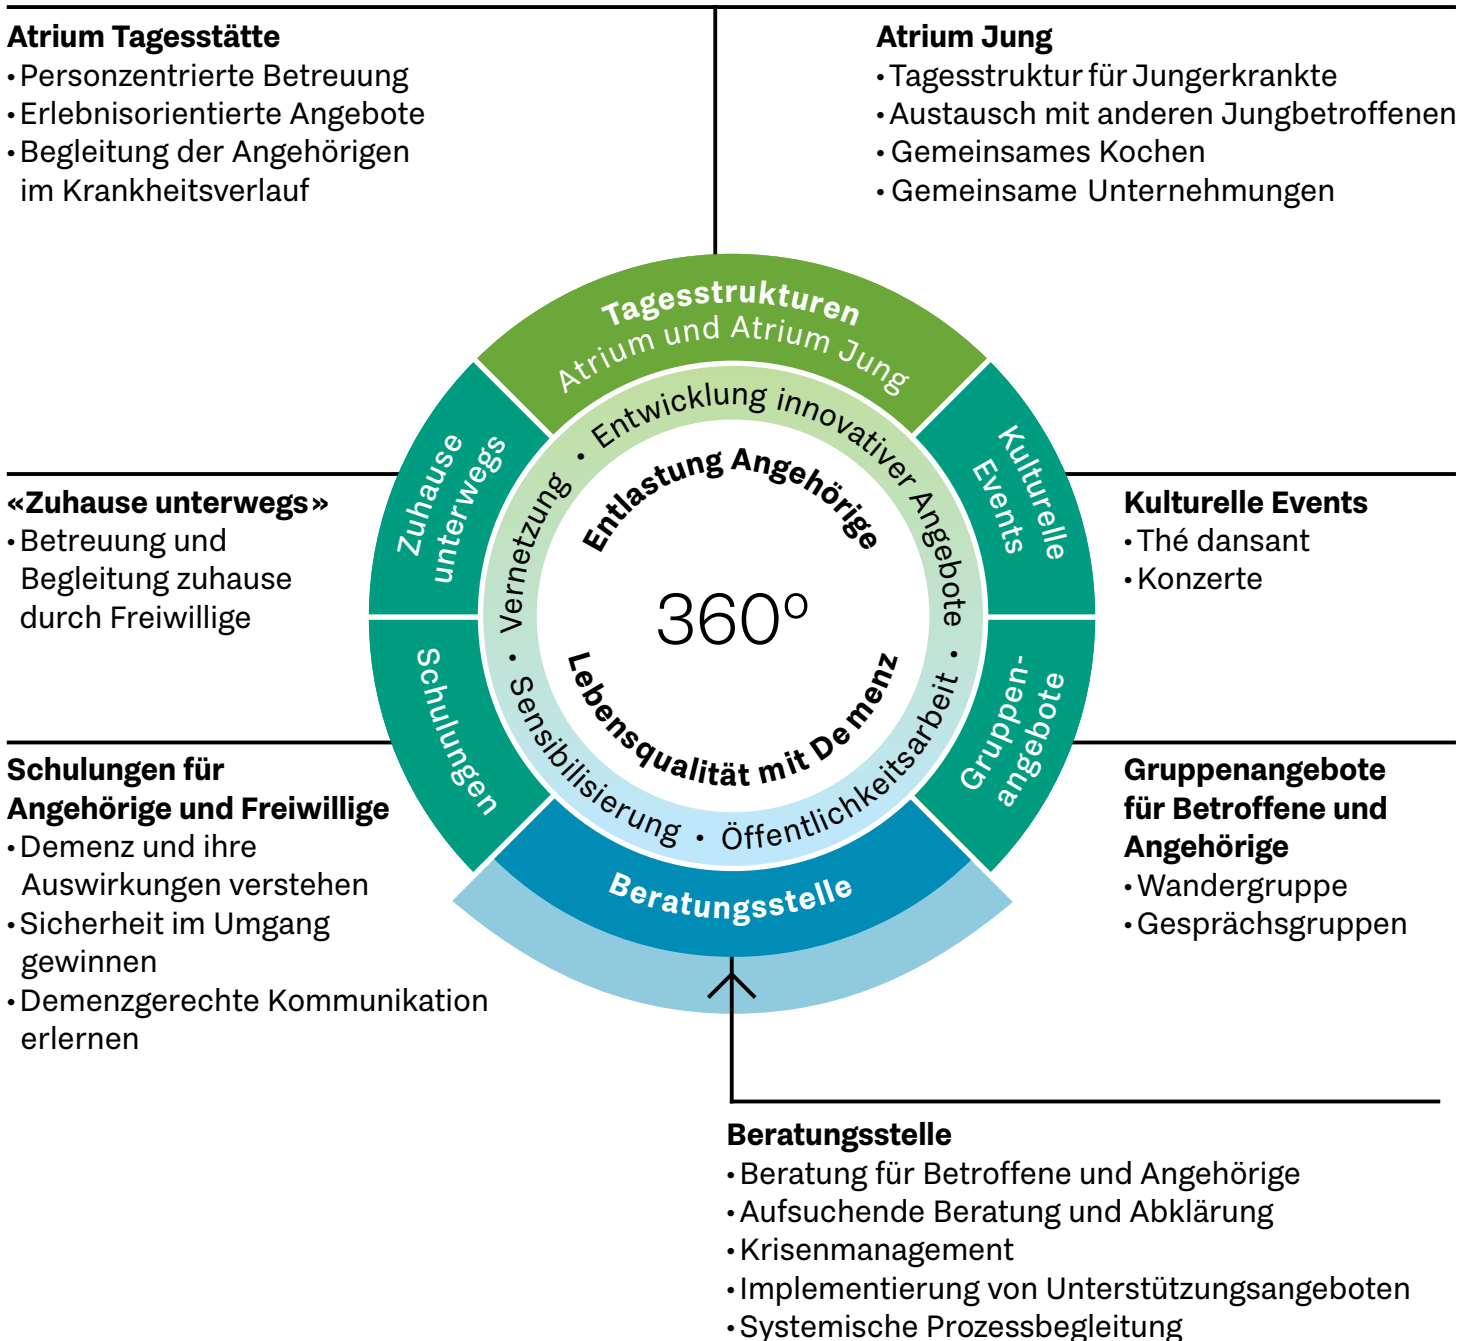 Atrium Tagesstätte
• Personzentrierte Betreuung
• Erlebnisorientierte Angebote
• Begleitung der Angehörigen
im Krankheitsverlauf
Atrium Jung
• Tagesstruktur für Jungerkrankte
• Austausch mit anderen Jungbetroffenen
• Gemeinsames Kochen
• Gemeinsame Unternehmungen
Tagesstrukturen
Atrium und Atrium Jung
Zuhause
unterwegs
Kulturelle
Events
Schulungen
Gruppen-
angebote
Beratungsstelle
• Vernetzung • Entwicklung innovativer Angebote •
Sensibilisierung • Öffentlichkeitsarbeit
Entlastung Angehörige
360°
Lebensqualität mit Demenz
«Zuhause unterwegs»
• Betreuung und
Begleitung zuhause
durch Freiwillige
Kulturelle Events
• Thé dansant
• Konzerte
Schulungen für
Angehörige und Freiwillige
• Demenz und ihre
Auswirkungen verstehen
• Sicherheit im Umgang
gewinnen
• Demenzgerechte Kommunikation
erlernen
Gruppenangebote
für Betroffene und
Angehörige
• Wandergruppe
• Gesprächsgruppen
Beratungsstelle
• Beratung für Betroffene und Angehörige
• Aufsuchende Beratung und Abklärung
• Krisenmanagement
• Implementierung von Unterstützungsangeboten
• Systemische Prozessbegleitung